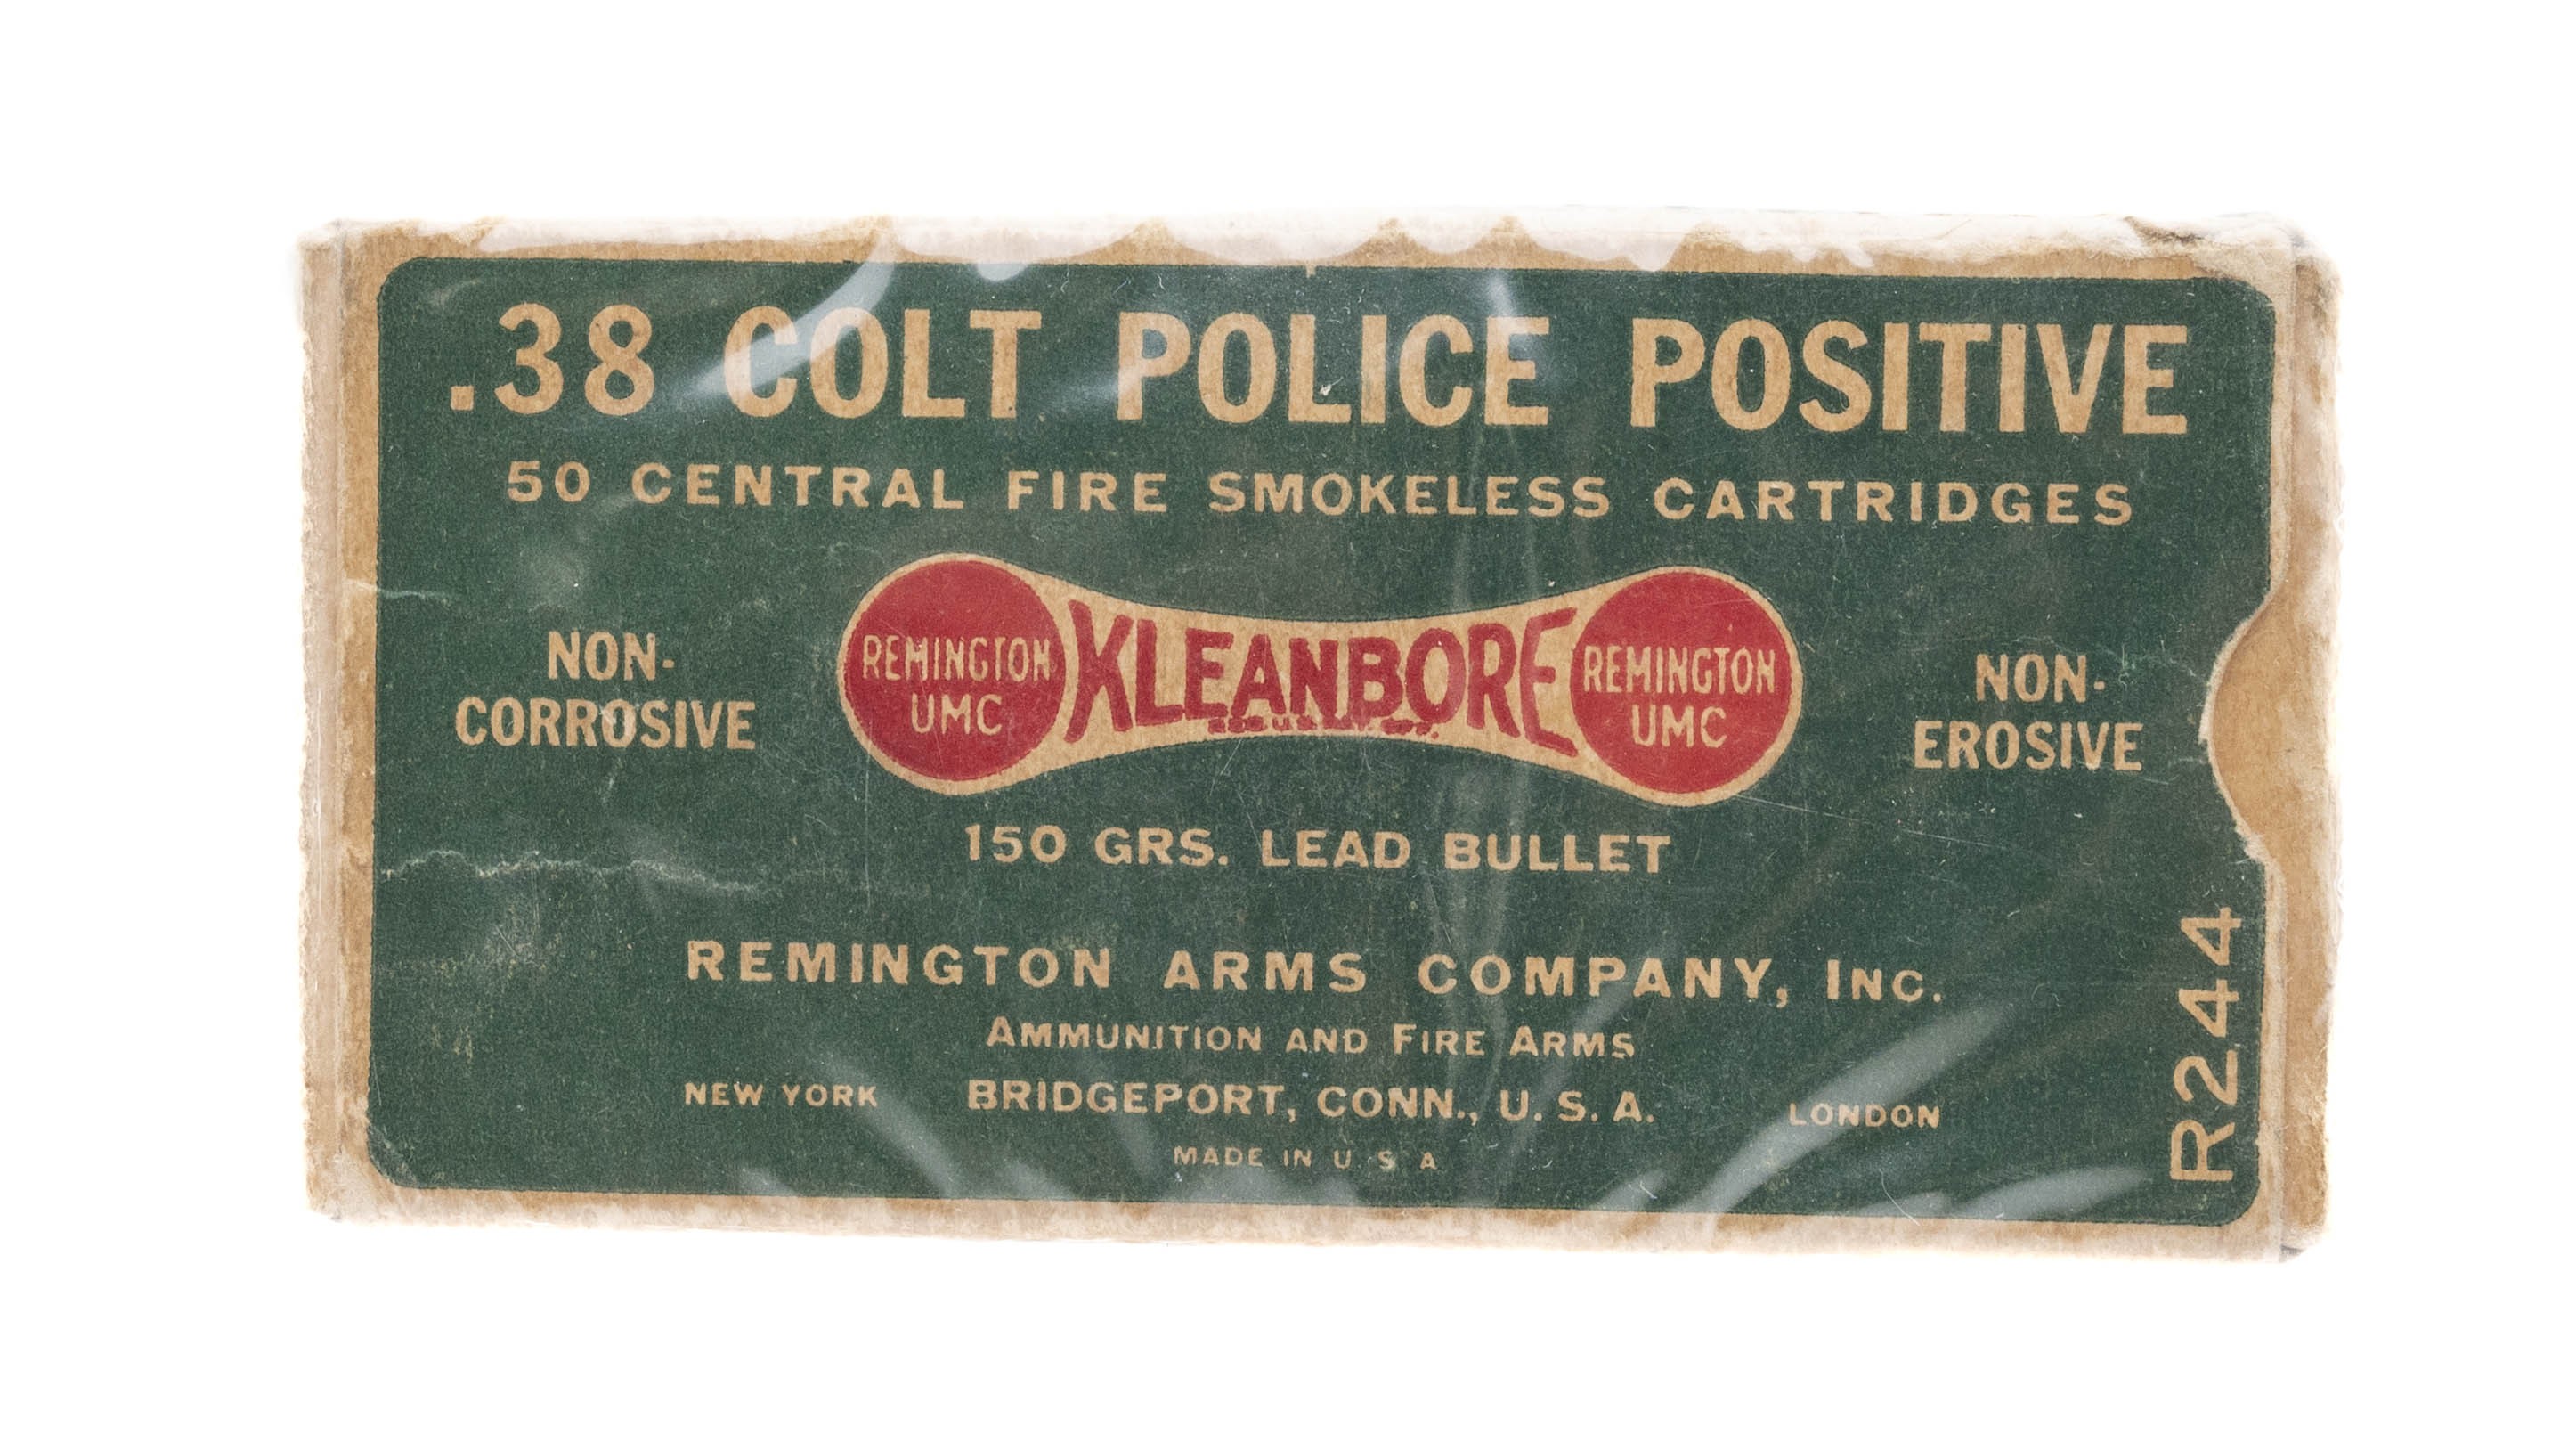 .38 COLT POLICE POSITIVE
50 CENTRAL FIRE SMOKELESS CARTRIDGES
NON-
CORROSIVE
REMINGTON
UMC
KLEANBORE
REMINGTON
UMC
NON-
EROSIVE
150 GRS. LEAD BULLET
REMINGTON ARMS COMPANY, INC.
AMMUNITION AND FIRE ARMS
NEW YORK BRIDGEPORT, CONN., U. S. A. LONDON
MADE IN U S A
R244